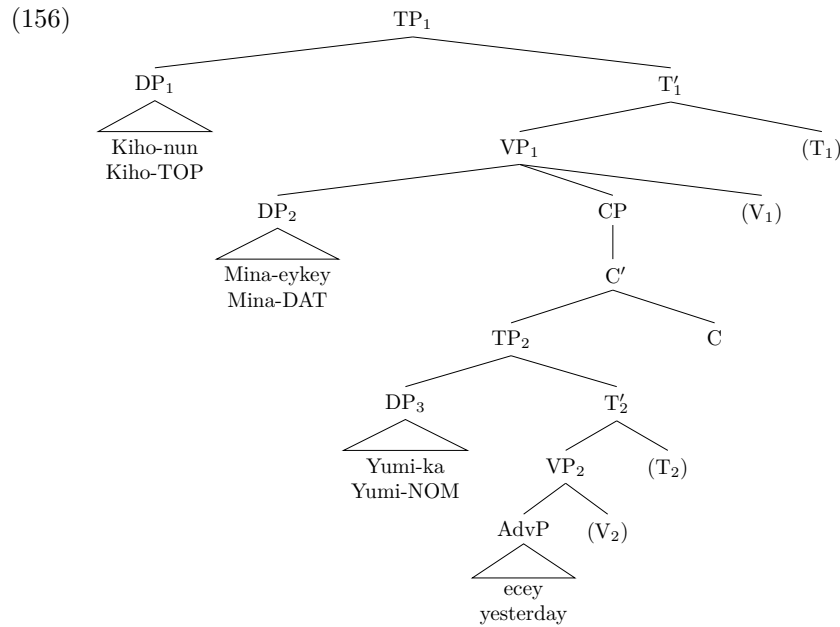 (156) TP₁
DP₁ T′₁
Kiho-nun
Kiho-TOP
VP₁ (T₁)
DP₂ CP (V₁)
Mina-eykey
Mina-DAT
C′
TP₂ C
DP₃ T′₂
Yumi-ka
Yumi-NOM
VP₂ (T₂)
AdvP (V₂)
ecey
yesterday